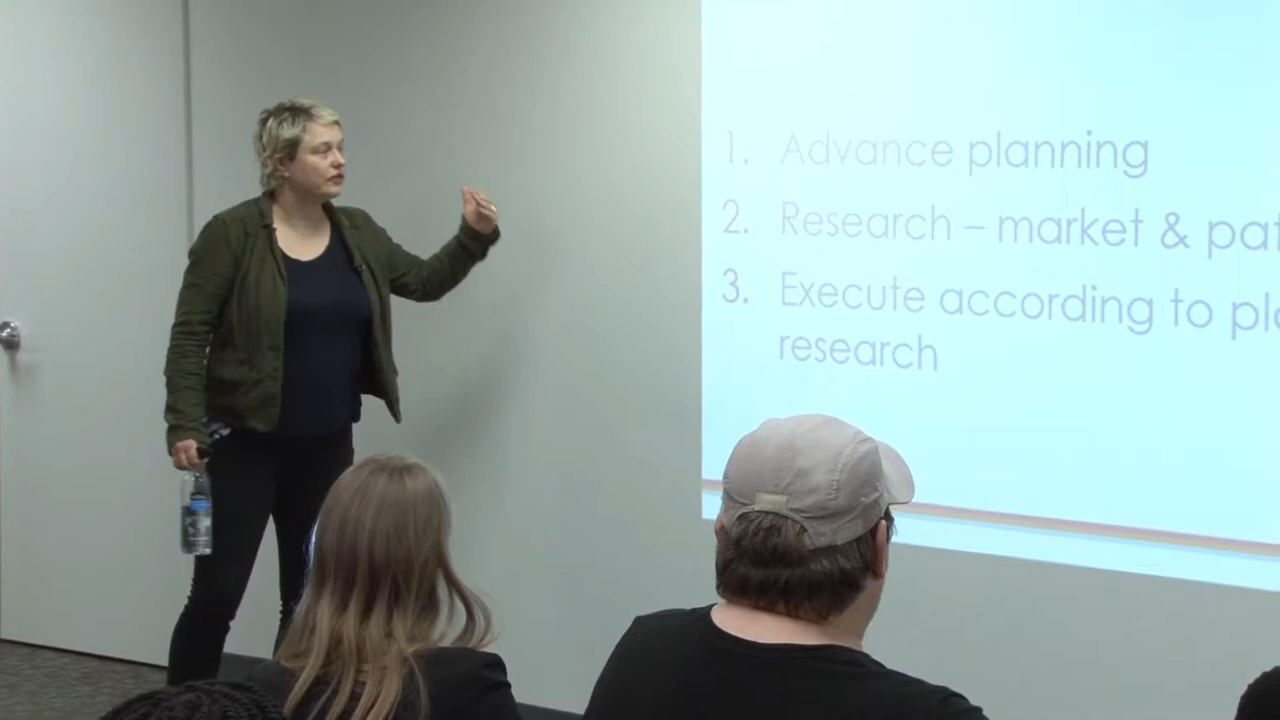 1. Advance planning
2. Research – market &
3. Execute according to
research